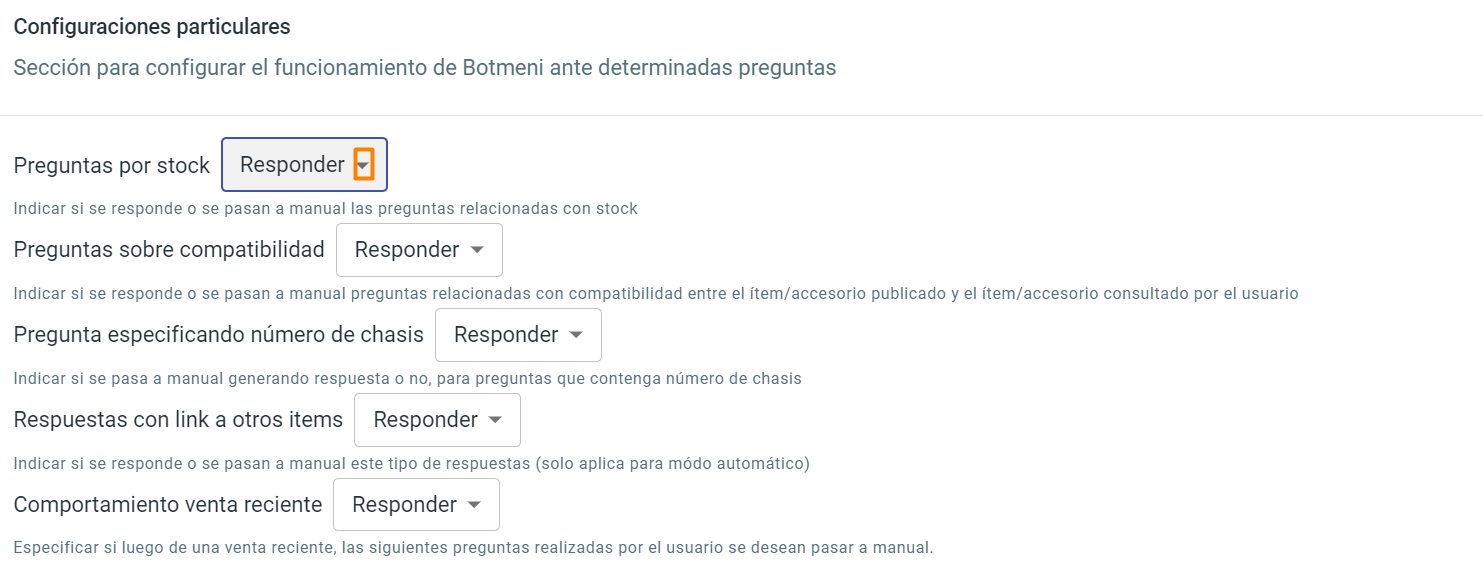 Configuraciones particulares
Sección para configurar el funcionamiento de Botmeni ante determinadas preguntas
Preguntas por stock Responder
Indicar si se responde o se pasan a manual las preguntas relacionadas con stock
Preguntas sobre compatibilidad Responder
Indicar si se responde o se pasan a manual preguntas relacionadas con compatibilidad entre el ítem/accesorio publicado y el ítem/accesorio consultado por el usuario
Pregunta especificando número de chasis Responder
Indicar si se pasa a manual generando respuesta o no, para preguntas que contenga número de chasis
Respuestas con link a otros items Responder
Indicar si se responde o se pasan a manual este tipo de respuestas (solo aplica para módo automático)
Comportamiento venta reciente Responder
Especificar si luego de una venta reciente, las siguientes preguntas realizadas por el usuario se desean pasar a manual.